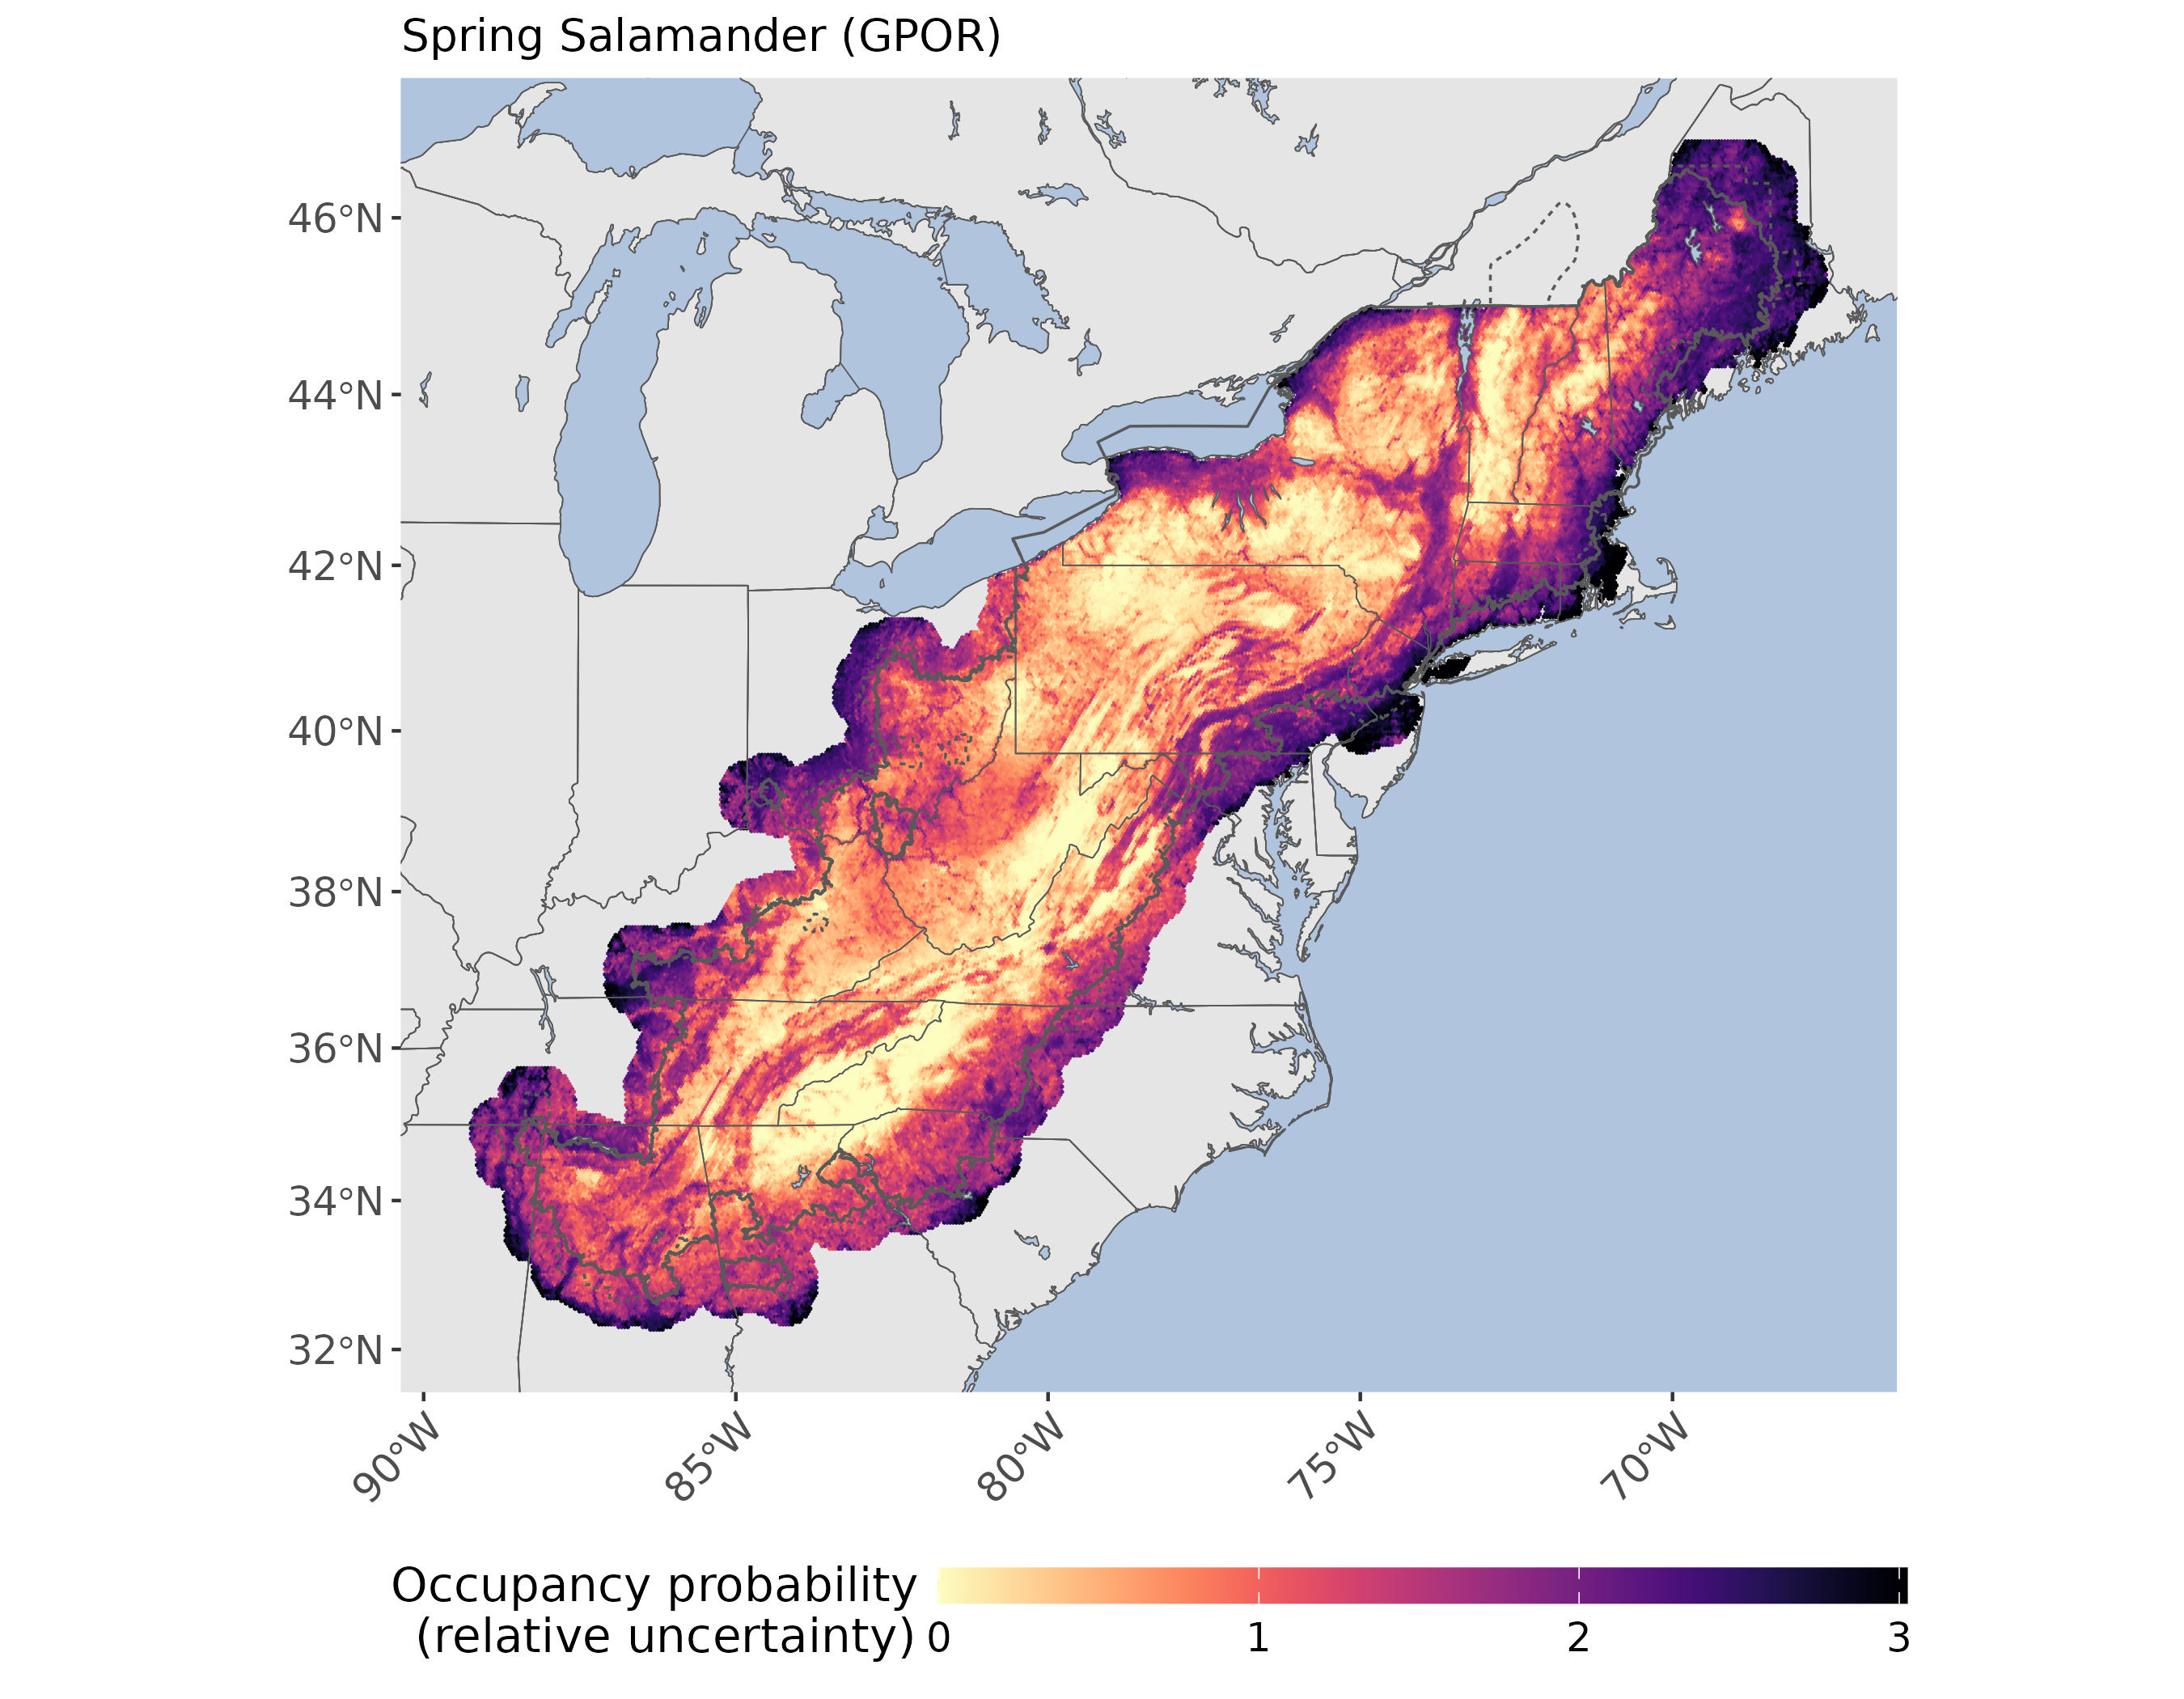 Spring Salamander (GPOR)
46°N
44°N
42°N
40°N
38°N
36°N
34°N
32°N
90°W 85°W 80°W 75°W 70°W
Occupancy probability
(relative uncertainty) 0 1 2 3